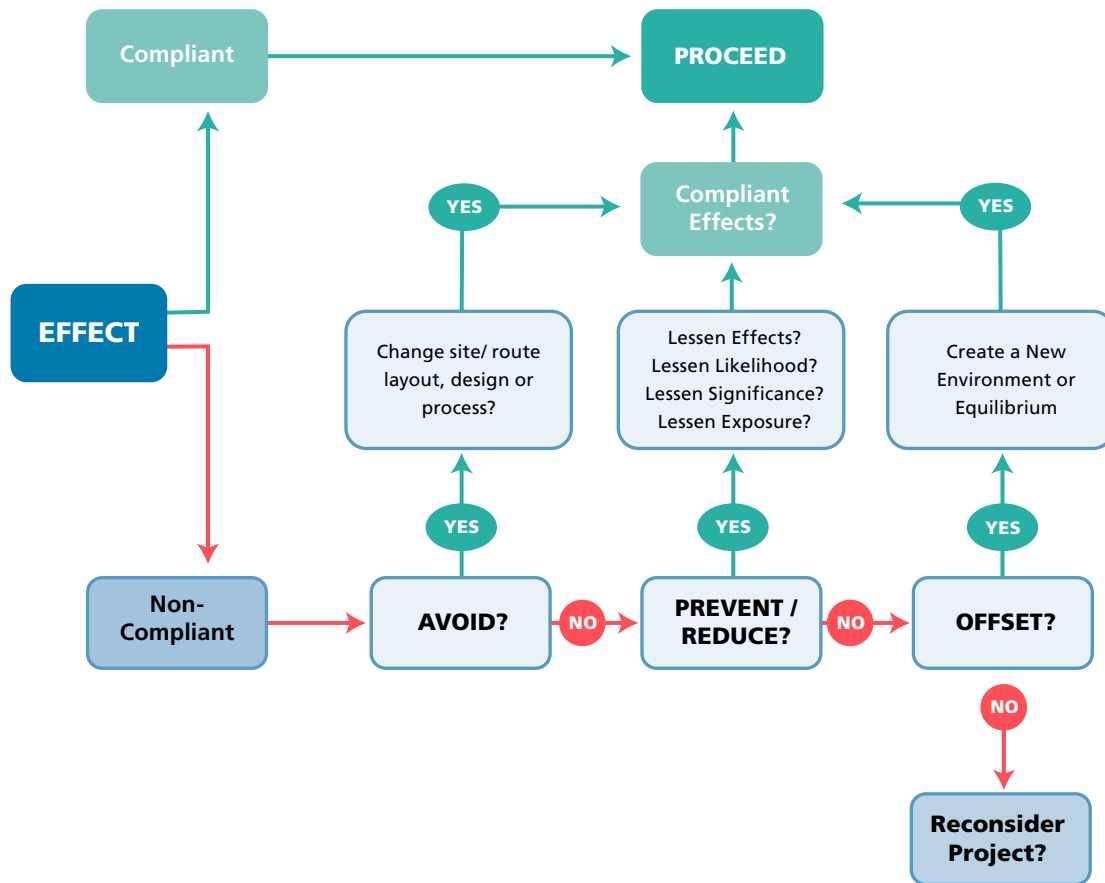 Compliant
PROCEED
YES
Compliant
Effects?
YES
EFFECT
Change site/ route
layout, design or
process?
Lessen Effects?
Lessen Likelihood?
Lessen Significance?
Lessen Exposure?
Create a New
Environment or
Equilibrium
YES
YES
YES
Non-
Compliant
AVOID?
NO
PREVENT /
REDUCE?
NO
OFFSET?
NO
Reconsider
Project?